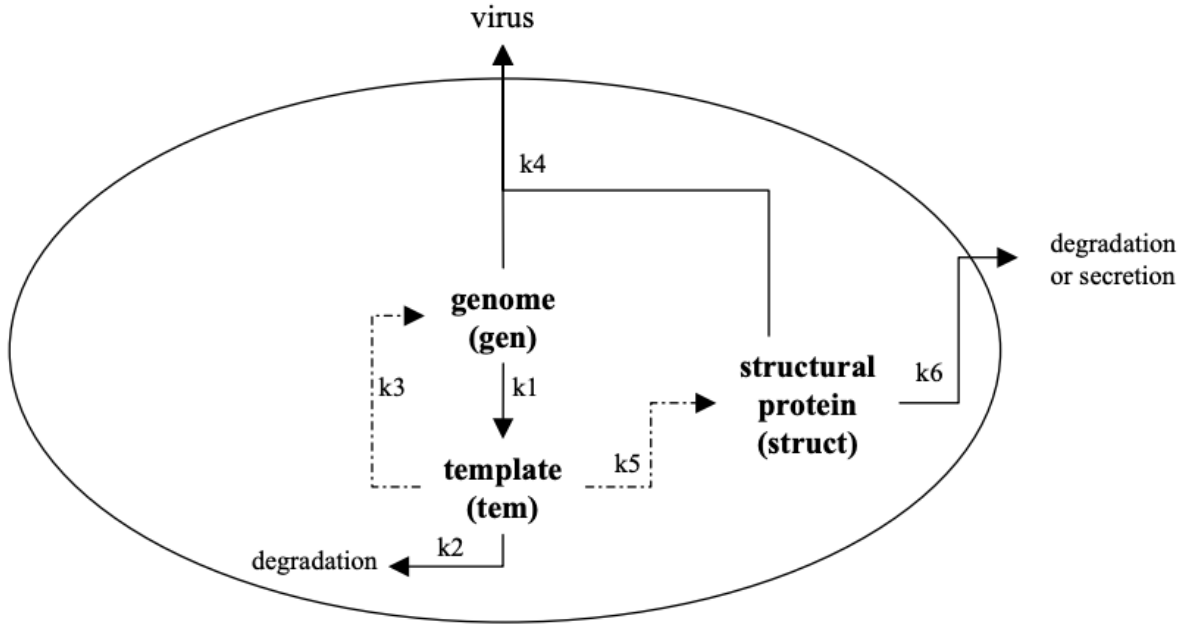 virus
k4
degradation
or secretion
genome
(gen)
k3
k1
structural
protein
(struct)
k6
template
(tem)
k5
degradation
k2